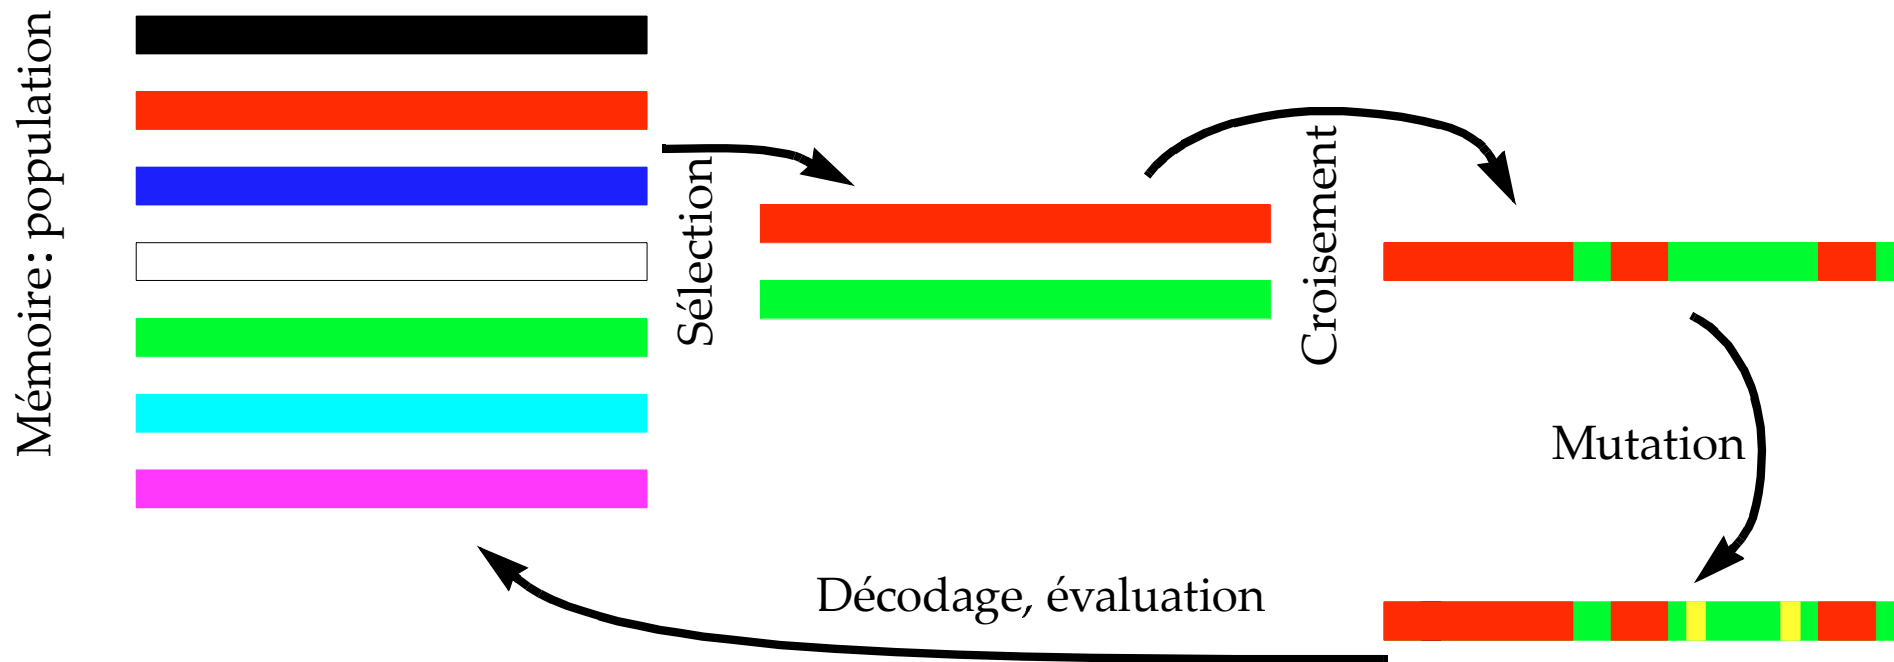 Mémoire: population
Sélection
Croisement
Mutation
Décodage, évaluation